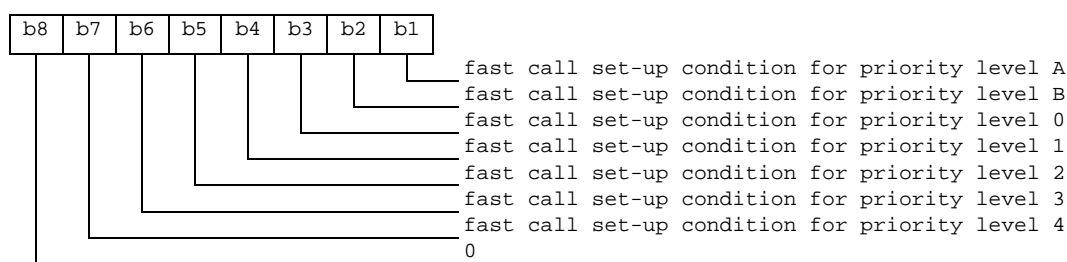 b8 b7 b6 b5 b4 b3 b2 b1
fast call set-up condition for priority level A
fast call set-up condition for priority level B
fast call set-up condition for priority level 0
fast call set-up condition for priority level 1
fast call set-up condition for priority level 2
fast call set-up condition for priority level 3
fast call set-up condition for priority level 4
0